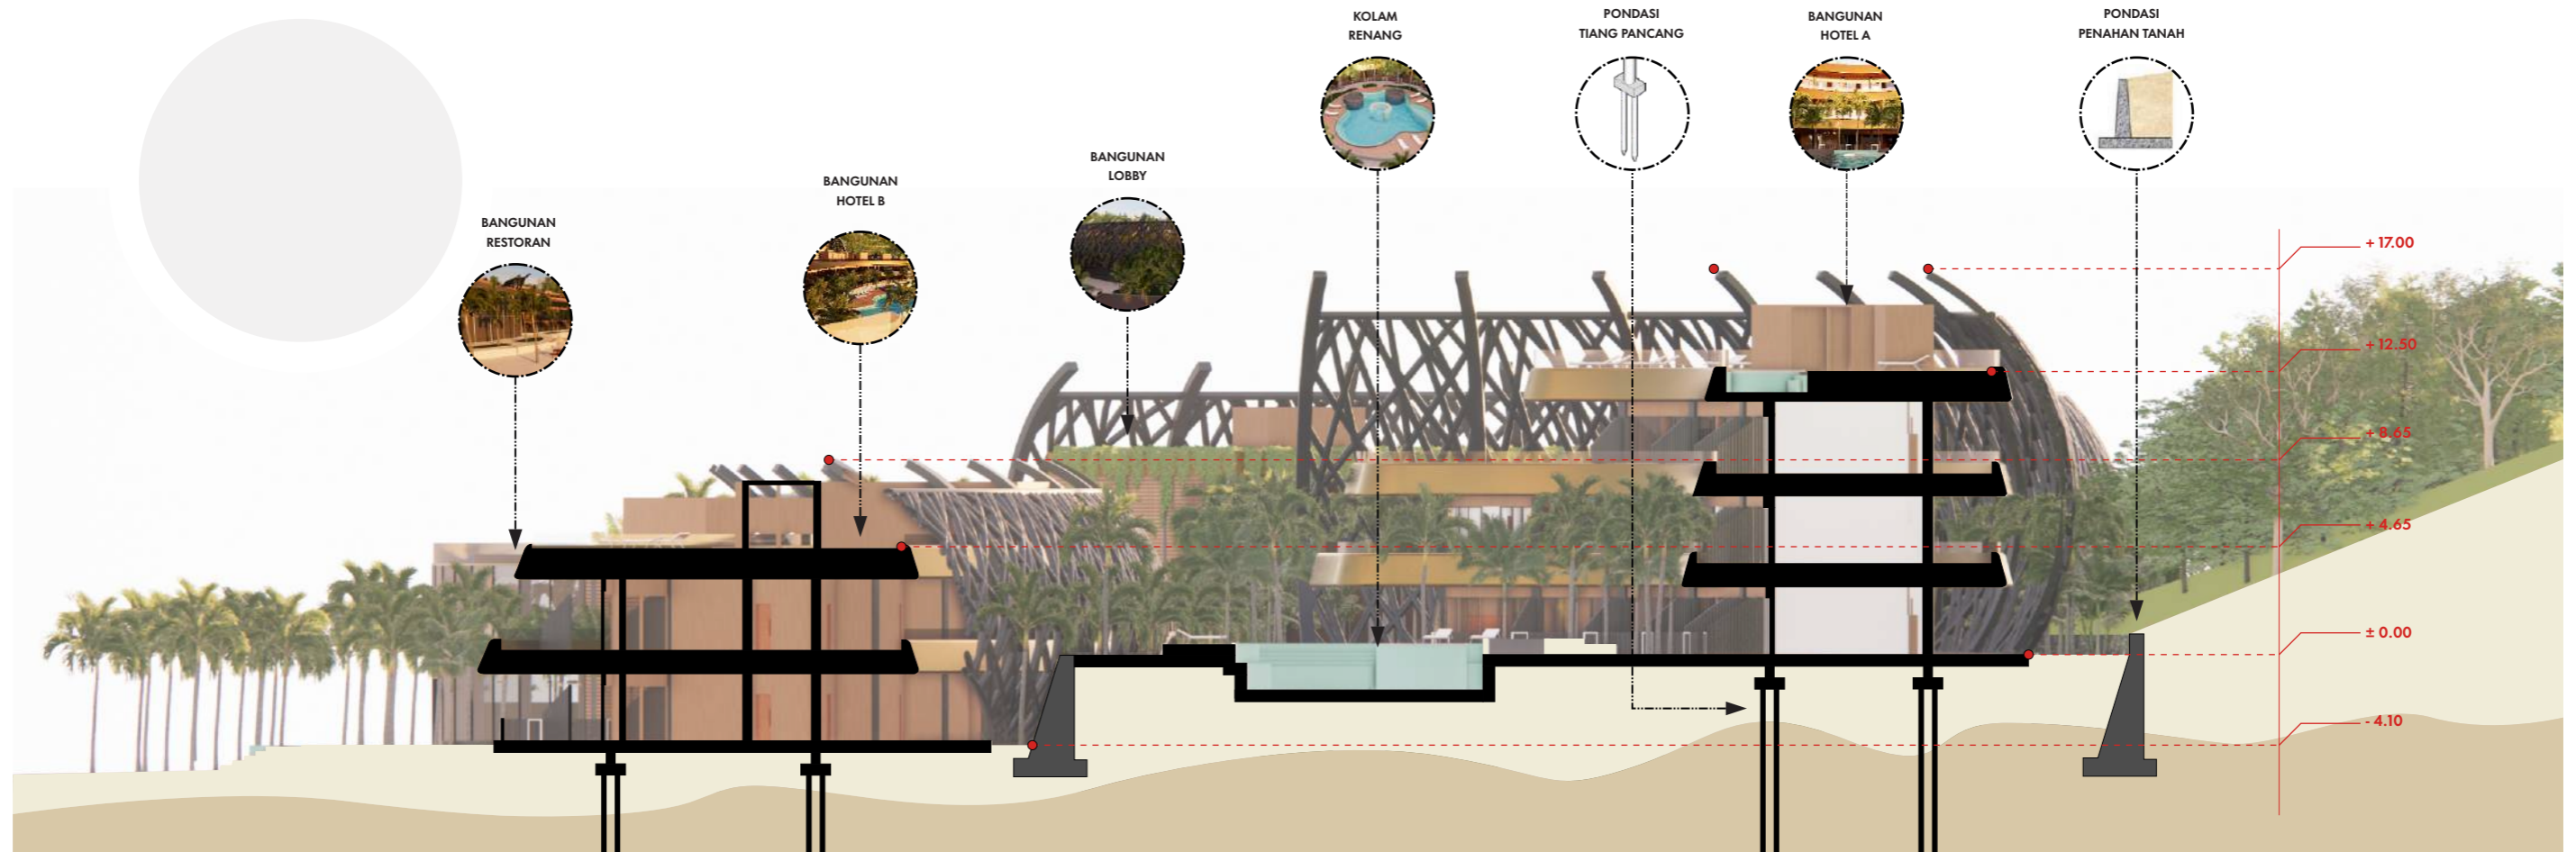 KOLAM
RENANG
PONDASI
TIANG PANCANG
BANGUNAN
HOTEL A
PONDASI
PENAHAN TANAH
BANGUNAN
LOBBY
BANGUNAN
HOTEL B
BANGUNAN
RESTORAN
+ 17.00
+ 12.50
+ 8.65
+ 4.65
± 0.00
- 4.10